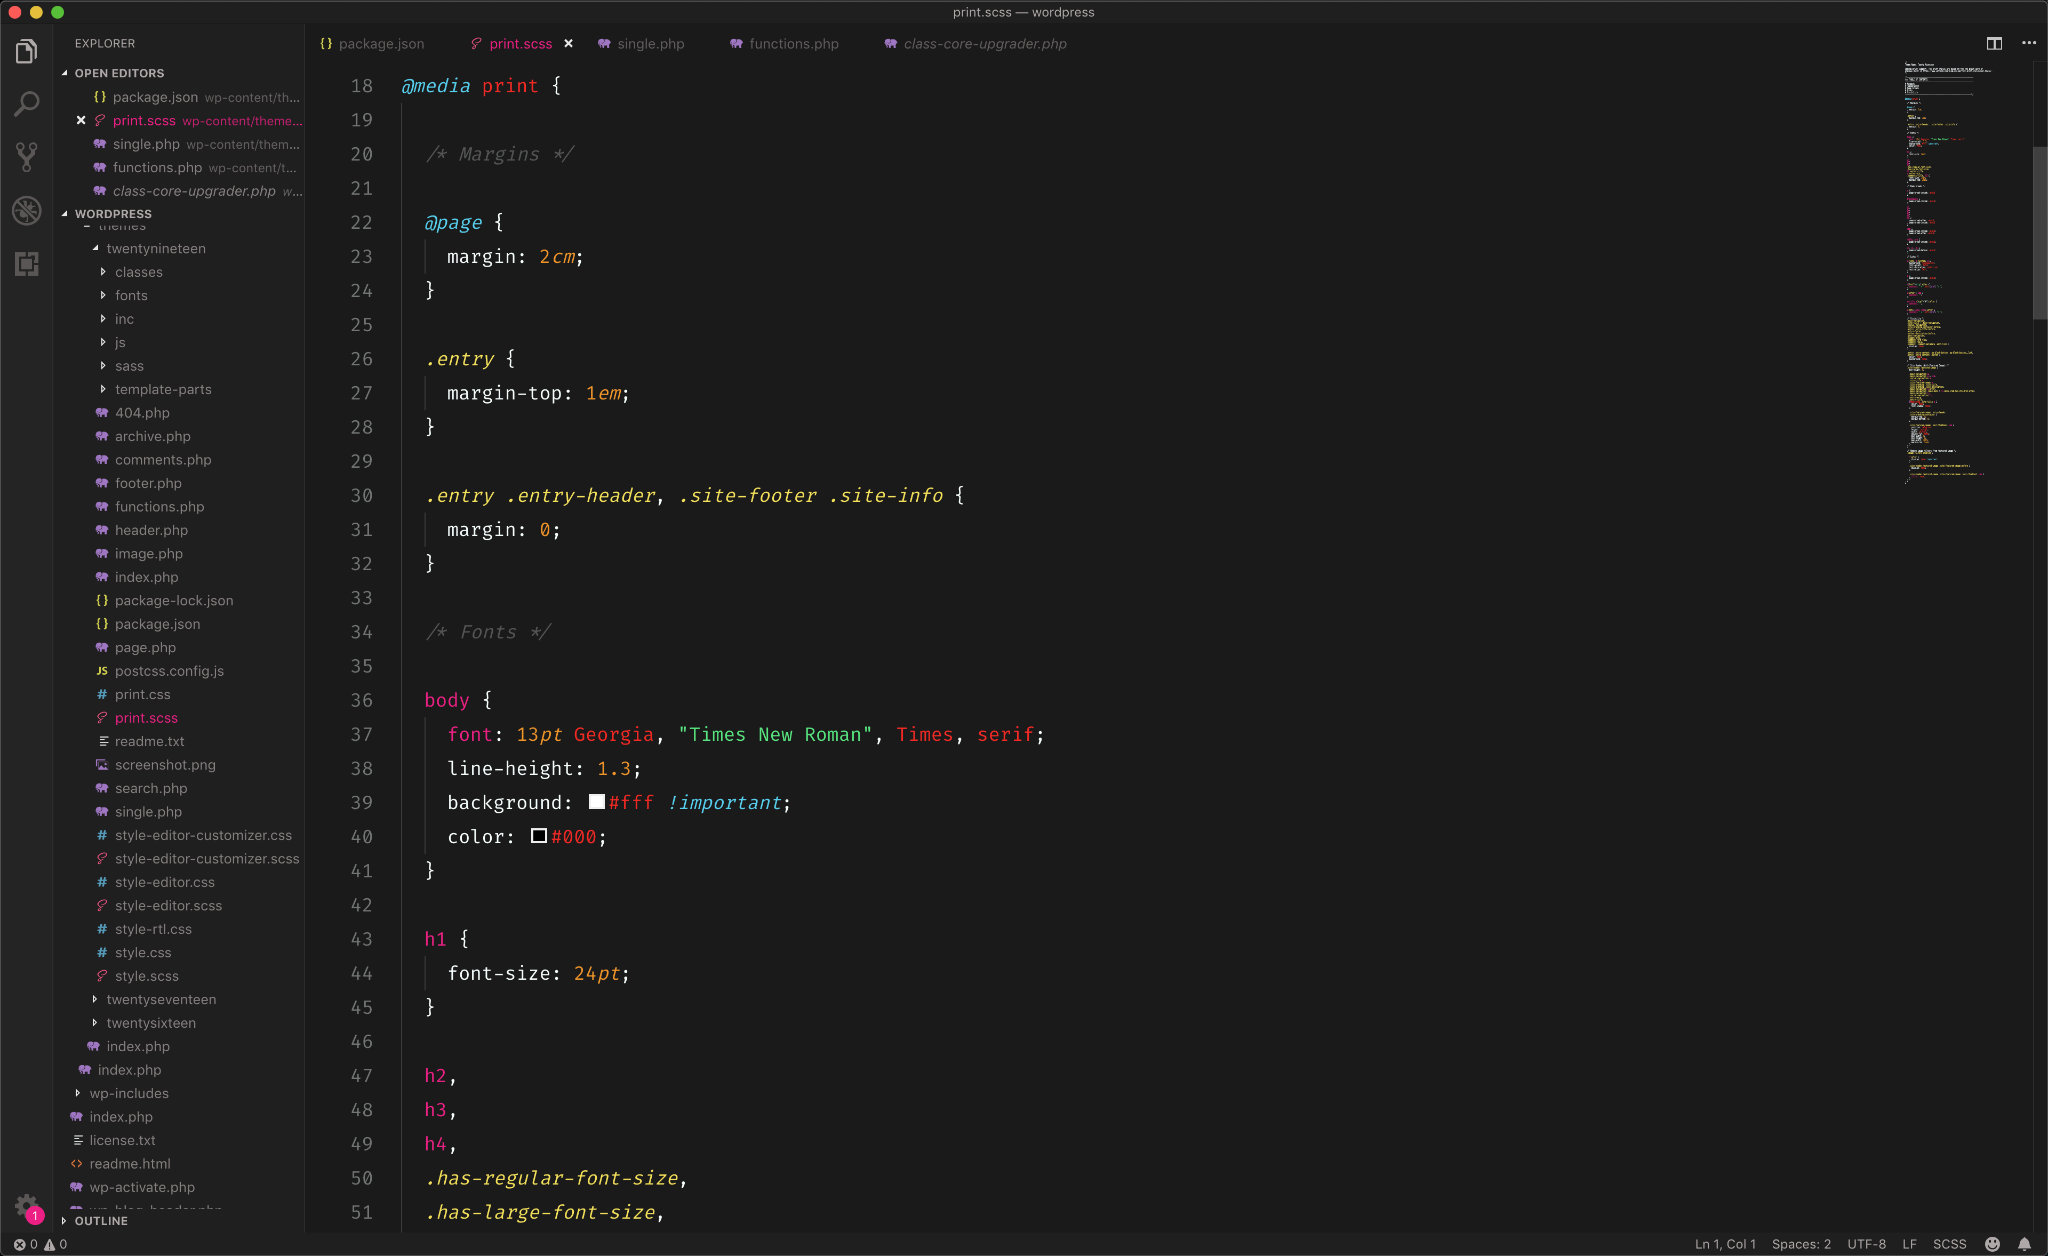 print.scss — wordpress
EXPLORER
OPEN EDITORS
{} package.json wp-content/th...
print.scss wp-content/theme...
single.php wp-content/them...
functions.php wp-content/t...
class-core-upgrader.php w...
WORDPRESS
themes
twentynineteen
classes
fonts
inc
js
sass
template-parts
404.php
archive.php
comments.php
footer.php
functions.php
header.php
image.php
index.php
{} package-lock.json
{} package.json
page.php
JS postcss.config.js
# print.css
print.scss
readme.txt
screenshot.png
search.php
single.php
# style-editor-customizer.css
style-editor-customizer.scss
# style-editor.css
style-editor.scss
# style-rtl.css
# style.css
style.scss
twentyseventeen
twentysixteen
index.php
index.php
wp-includes
index.php
license.txt
<> readme.html
wp-activate.php
wp-blog-header.php
OUTLINE
1
{} package.json print.scss × single.php functions.php class-core-upgrader.php
18 @media print {
19
20 /* Margins */
21
22 @page {
23 margin: 2cm;
24 }
25
26 .entry {
27 margin-top: 1em;
28 }
29
30 .entry .entry-header, .site-footer .site-info {
31 margin: 0;
32 }
33
34 /* Fonts */
35
36 body {
37 font: 13pt Georgia, "Times New Roman", Times, serif;
38 line-height: 1.3;
39 background: #fff !important;
40 color: #000;
41 }
42
43 h1 {
44 font-size: 24pt;
45 }
46
47 h2,
48 h3,
49 h4,
50 .has-regular-font-size,
51 .has-large-font-size,
0 0 Ln 1, Col 1 Spaces: 2 UTF-8 LF SCSS